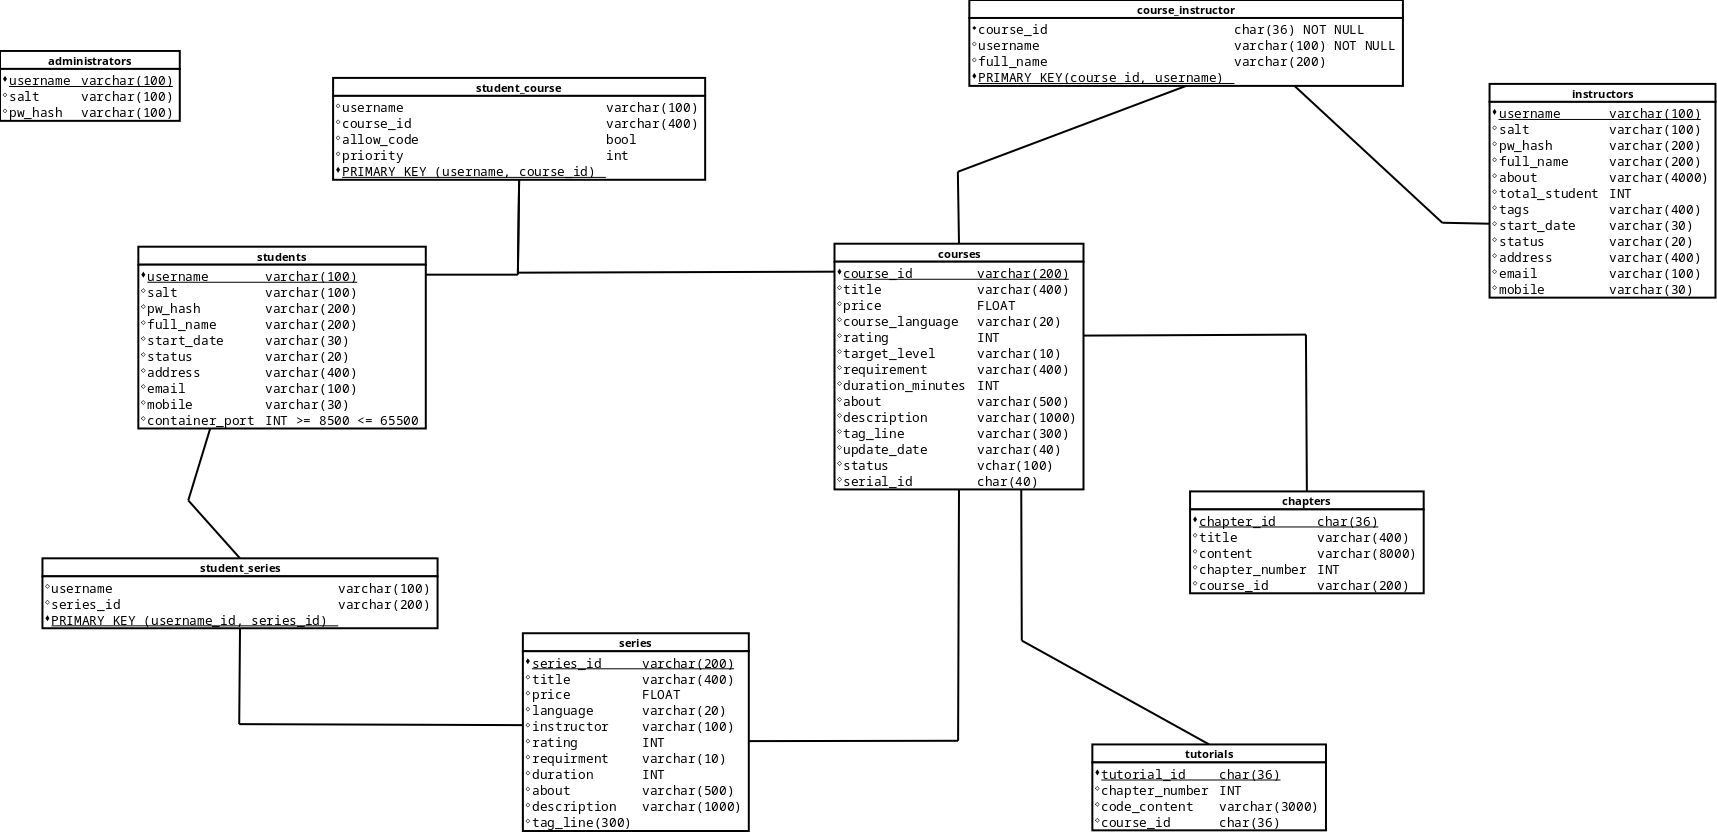 administrators
username varchar(100)
salt varchar(100)
pw_hash varchar(100)
student_course
username varchar(100)
course_id varchar(400)
allow_code bool
priority int
PRIMARY KEY (username, course_id)
course_instructor
course_id char(36) NOT NULL
username varchar(100) NOT NULL
full_name varchar(200)
PRIMARY KEY(course_id, username)
instructors
username varchar(100)
salt varchar(100)
pw_hash varchar(200)
full_name varchar(200)
about varchar(4000)
total_student INT
tags varchar(400)
start_date varchar(30)
status varchar(20)
address varchar(400)
email varchar(100)
mobile varchar(30)
students
username varchar(100)
salt varchar(100)
pw_hash varchar(200)
full_name varchar(200)
start_date varchar(30)
status varchar(20)
address varchar(400)
email varchar(100)
mobile varchar(30)
container_port INT >= 8500 <= 65500
courses
course_id varchar(200)
title varchar(400)
price FLOAT
course_language varchar(20)
rating INT
target_level varchar(10)
requirement varchar(400)
duration_minutes INT
about varchar(500)
description varchar(1000)
tag_line varchar(300)
update_date varchar(40)
status vchar(100)
serial_id char(40)
chapters
chapter_id char(36)
title varchar(400)
content varchar(8000)
chapter_number INT
course_id varchar(200)
student_series
username varchar(100)
series_id varchar(200)
PRIMARY KEY (username_id, series_id)
series
series_id varchar(200)
title varchar(400)
price FLOAT
language varchar(20)
instructor varchar(100)
rating INT
requirment varchar(10)
duration INT
about varchar(500)
description varchar(1000)
tag_line(300)
tutorials
tutorial_id char(36)
chapter_number INT
code_content varchar(3000)
course_id char(36)